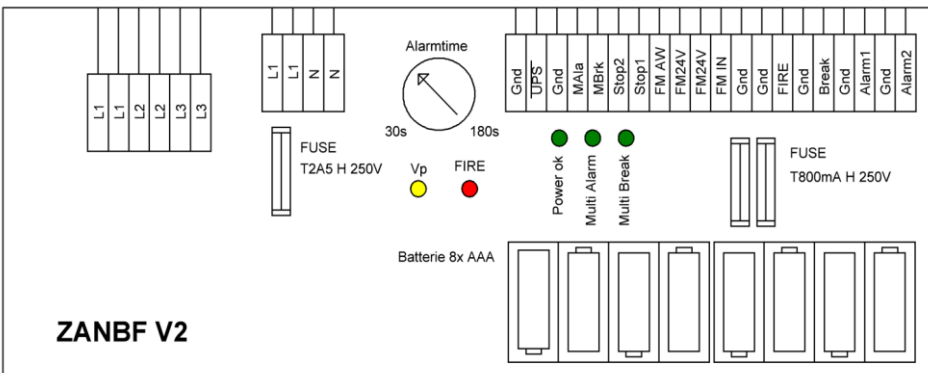 L1
L1
L2
L2
L3
L3
L1
L1
N
N
Alarmtime
30s
180s
Gnd
UPS
Gnd
MAla
MBrk
Stop2
Stop1
FM AW
FM24V
FM24V
FM IN
Gnd
Gnd
FIRE
Gnd
Break
Gnd
Alarm1
Gnd
Alarm2
FUSE
T2A5 H 250V
Vp
FIRE
Power ok
Multi Alarm
Multi Break
FUSE
T800mA H 250V
Batterie 8x AAA
ZANBF V2